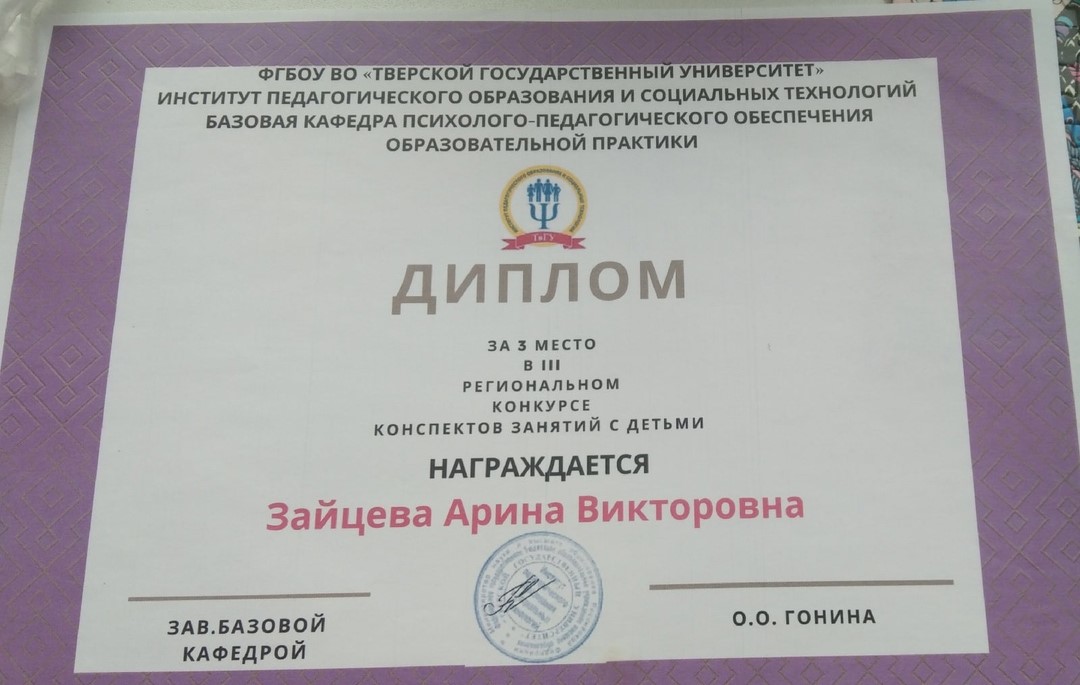 ФГБОУ ВО «ТВЕРСКОЙ ГОСУДАРСТВЕННЫЙ УНИВЕРСИТЕТ»
ИНСТИТУТ ПЕДАГОГИЧЕСКОГО ОБРАЗОВАНИЯ И СОЦИАЛЬНЫХ ТЕХНОЛОГИЙ
БАЗОВАЯ КАФЕДРА ПСИХОЛОГО-ПЕДАГОГИЧЕСКОГО ОБЕСПЕЧЕНИЯ
ОБРАЗОВАТЕЛЬНОЙ ПРАКТИКИ
ТвГУ
ДИПЛОМ
ЗА 3 МЕСТО
В III
РЕГИОНАЛЬНОМ
КОНКУРСЕ
КОНСПЕКТОВ ЗАНЯТИЙ С ДЕТЬМИ
НАГРАЖДАЕТСЯ
Зайцева Арина Викторовна
ЗАВ.БАЗОВОЙ
КАФЕДРОЙ
О.О. ГОНИНА